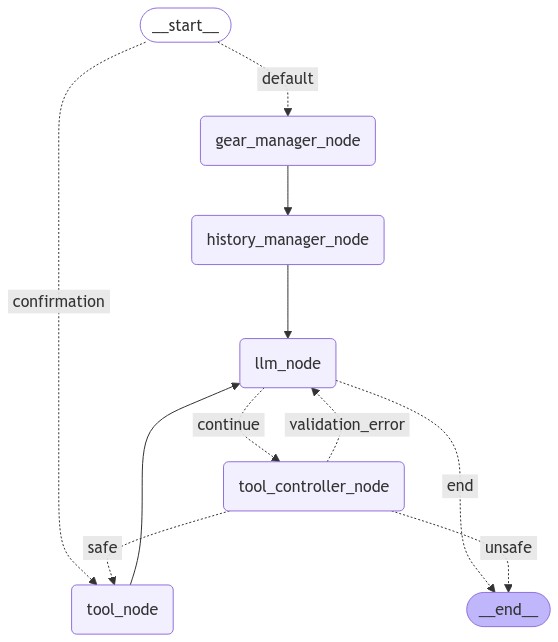 __start__
default
gear_manager_node
history_manager_node
confirmation
llm_node
continue
validation_error
tool_controller_node
end
safe
unsafe
tool_node
__end__